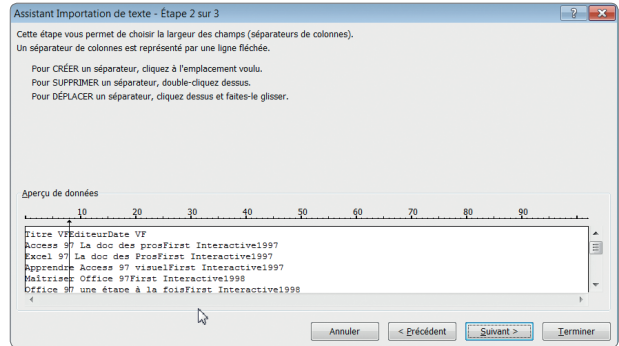 Assistant Importation de texte - Étape 2 sur 3
Cette étape vous permet de choisir la largeur des champs (séparateurs de colonnes).
Un séparateur de colonnes est représenté par une ligne fléchée.
Pour CRÉER un séparateur, cliquez à l'emplacement voulu.
Pour SUPPRIMER un séparateur, double-cliquez dessus.
Pour DÉPLACER un séparateur, cliquez dessus et faites-le glisser.
Aperçu de données
10 20 30 40 50 60 70 80 90
Titre VFEditeurDate VF
Access 97 La doc des prosFirst Interactive1997
Excel 97 La doc des ProsFirst Interactive1997
Apprendre Access 97 visuelFirst Interactive1997
Maîtriser Office 97First Interactive1998
Office 97 une étape à la foisFirst Interactive1998
Annuler < Précédent Suivant > Terminer